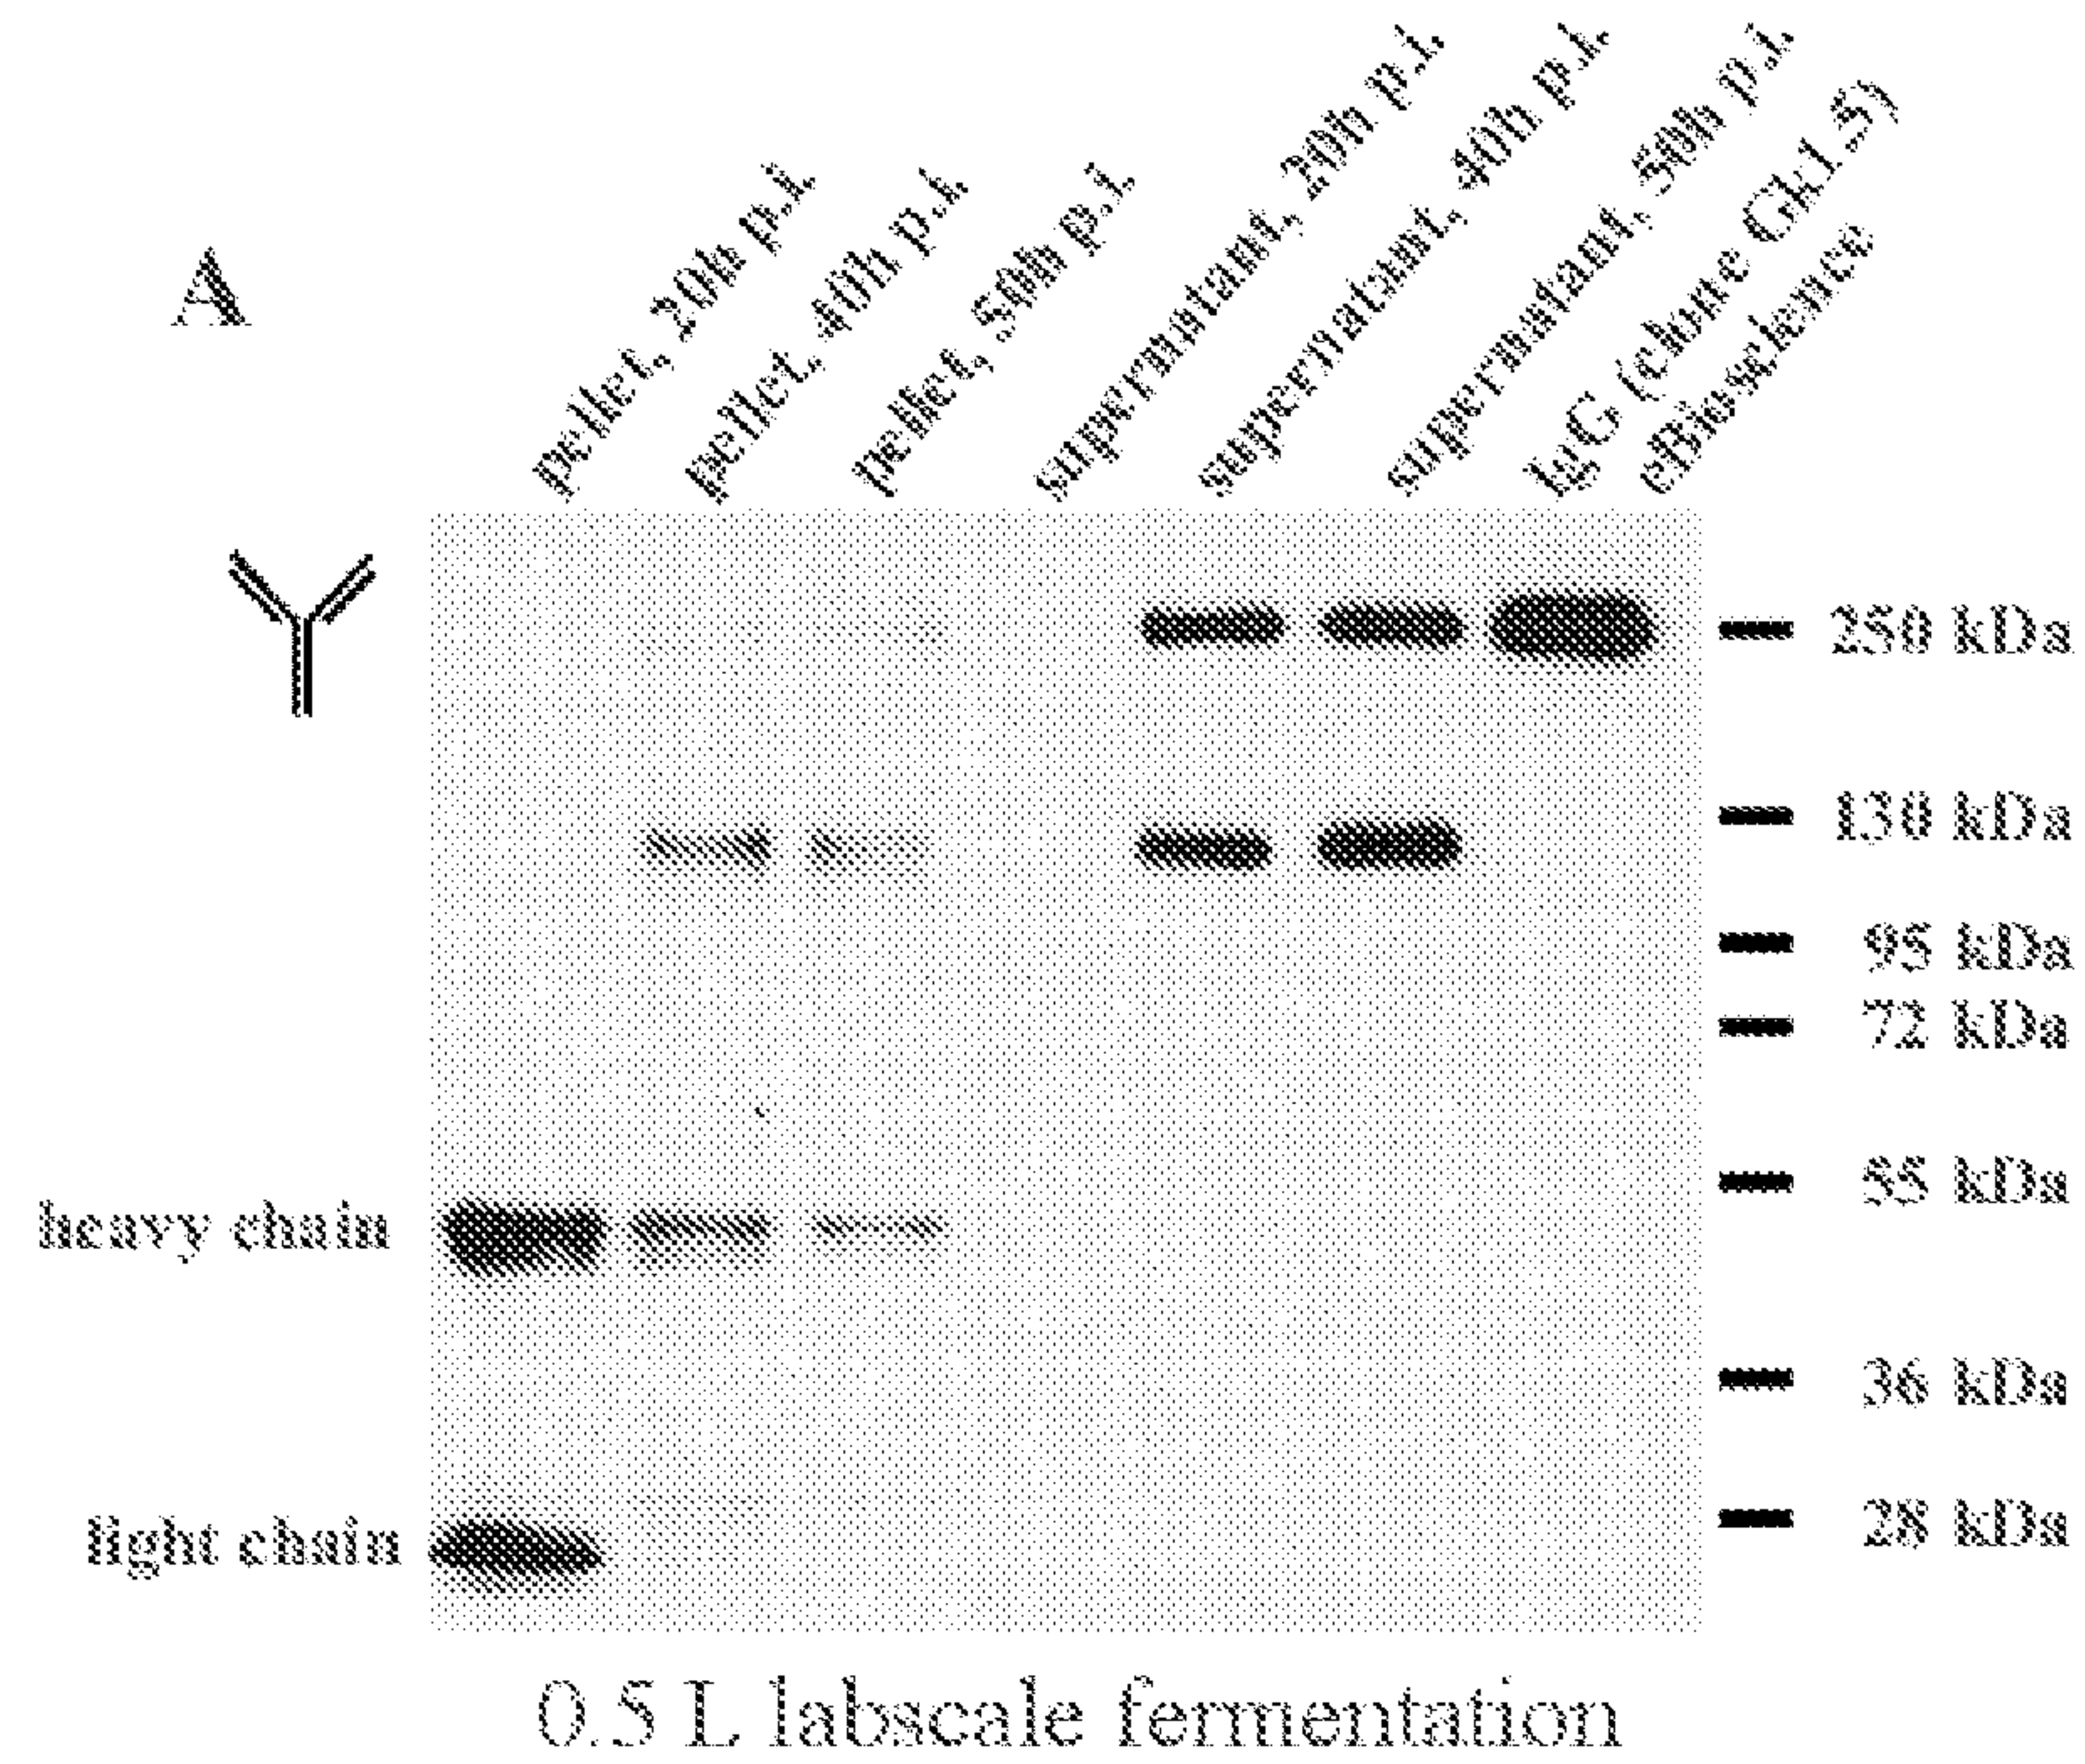 A
pellet, 20h p.i.
pellet, 40h p.i.
pellet, 50h p.i.
supernatant, 20h p.i.
supernatant, 40h p.i.
supernatant, 50h p.i.
IgG (clone Gk1.5)
eBioscience
250 kDa
130 kDa
95 kDa
72 kDa
55 kDa
heavy chain
36 kDa
28 kDa
light chain
0.5 L labscale fermentation